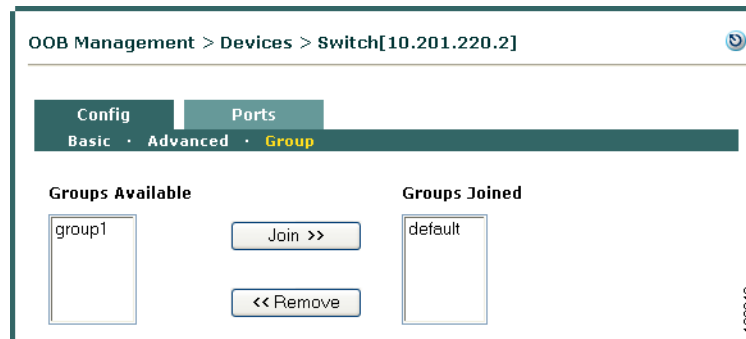 OOB Management > Devices > Switch[10.201.220.2]
Config Ports
Basic · Advanced · Group
Groups Available Groups Joined
group1 Join >> default
<< Remove